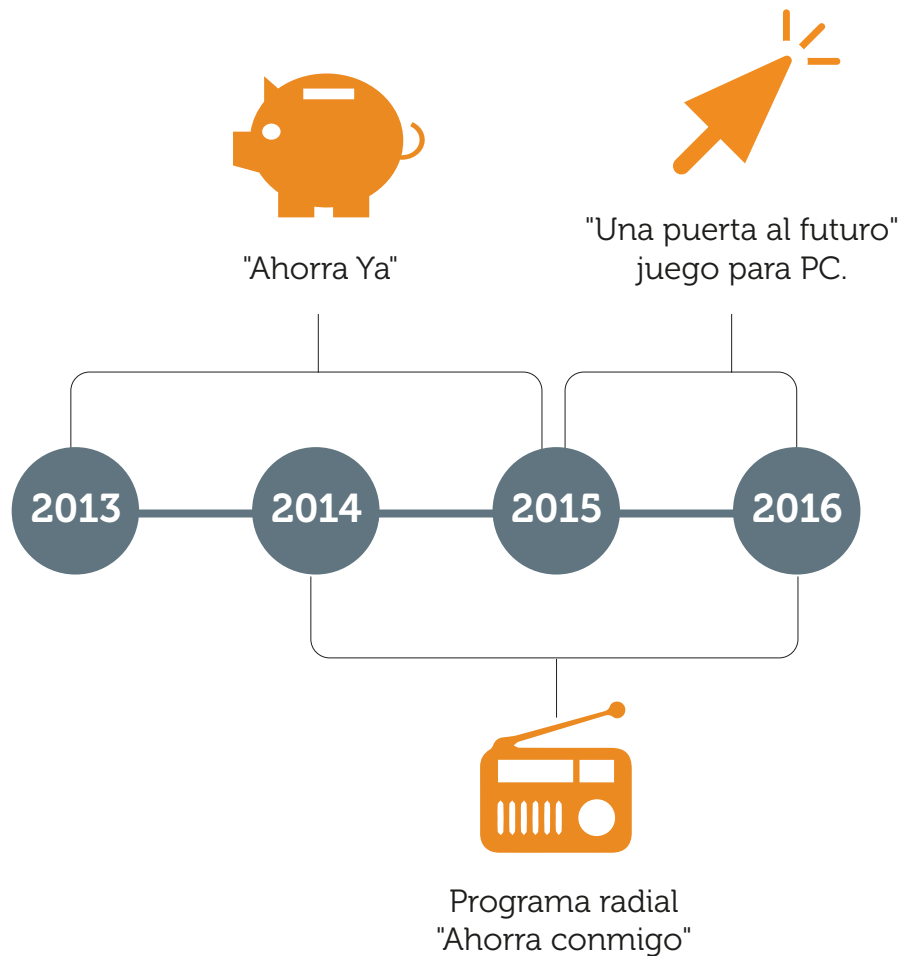 "Ahorra Ya"
"Una puerta al futuro"
juego para PC.
2013
2014
2015
2016
Programa radial
"Ahorra conmigo"